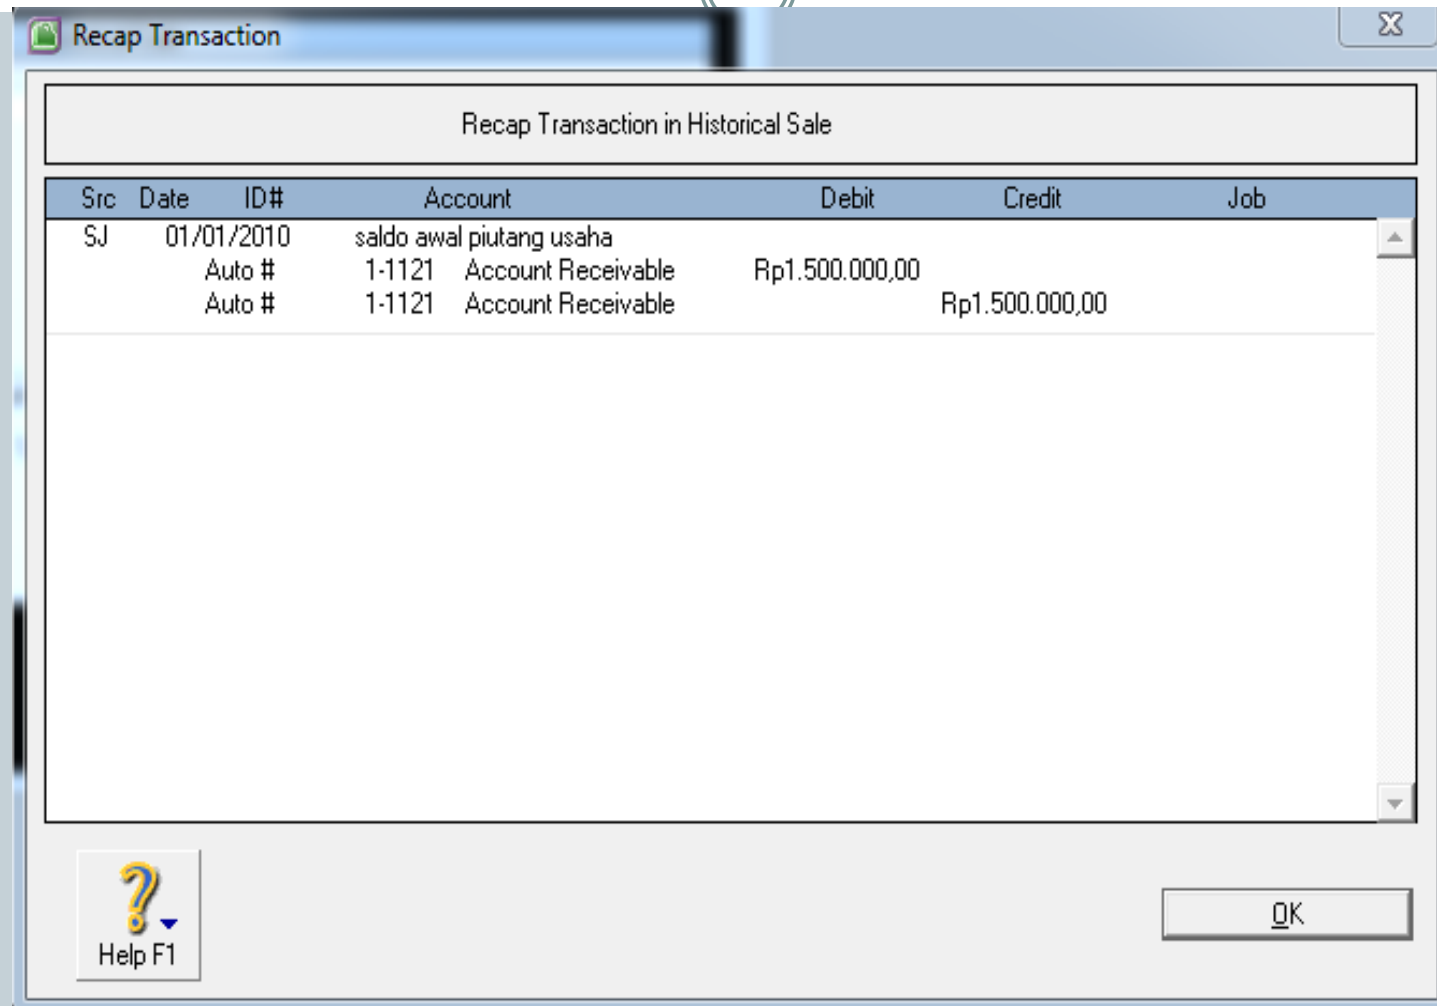 Recap Transaction
Recap Transaction in Historical Sale
Src Date ID# Account Debit Credit Job
SJ 01/01/2010 saldo awal piutang usaha
Auto # 1-1121 Account Receivable Rp1.500.000,00
Auto # 1-1121 Account Receivable Rp1.500.000,00
Help F1
OK